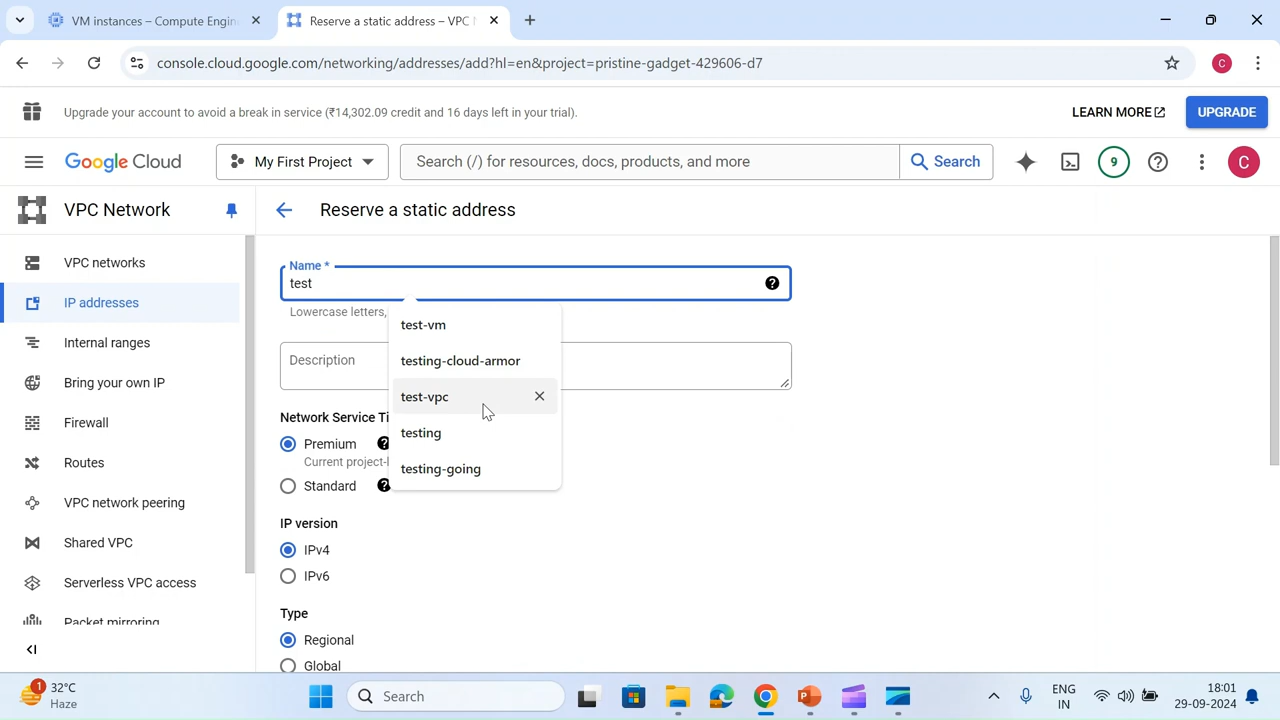 VM instances – Compute Engin
Reserve a static address – VPC
console.cloud.google.com/networking/addresses/add?hl=en&project=pristine-gadget-429606-d7
C
Upgrade your account to avoid a break in service (₹14,302.09 credit and 16 days left in your trial).
LEARN MORE
UPGRADE
Google Cloud
My First Project
Search (/) for resources, docs, products, and more
Search
9
C
VPC Network
Reserve a static address
VPC networks
IP addresses
Internal ranges
Bring your own IP
Firewall
Routes
VPC network peering
Shared VPC
Serverless VPC access
Packet mirroring
Name *
test
Lowercase letters,
test-vm
testing-cloud-armor
test-vpc
testing
testing-going
Description
Network Service Ti
Premium
Current project-l
Standard
IP version
IPv4
IPv6
Type
Regional
Global
1
32°C
Haze
Search
ENG
IN
18:01
29-09-2024